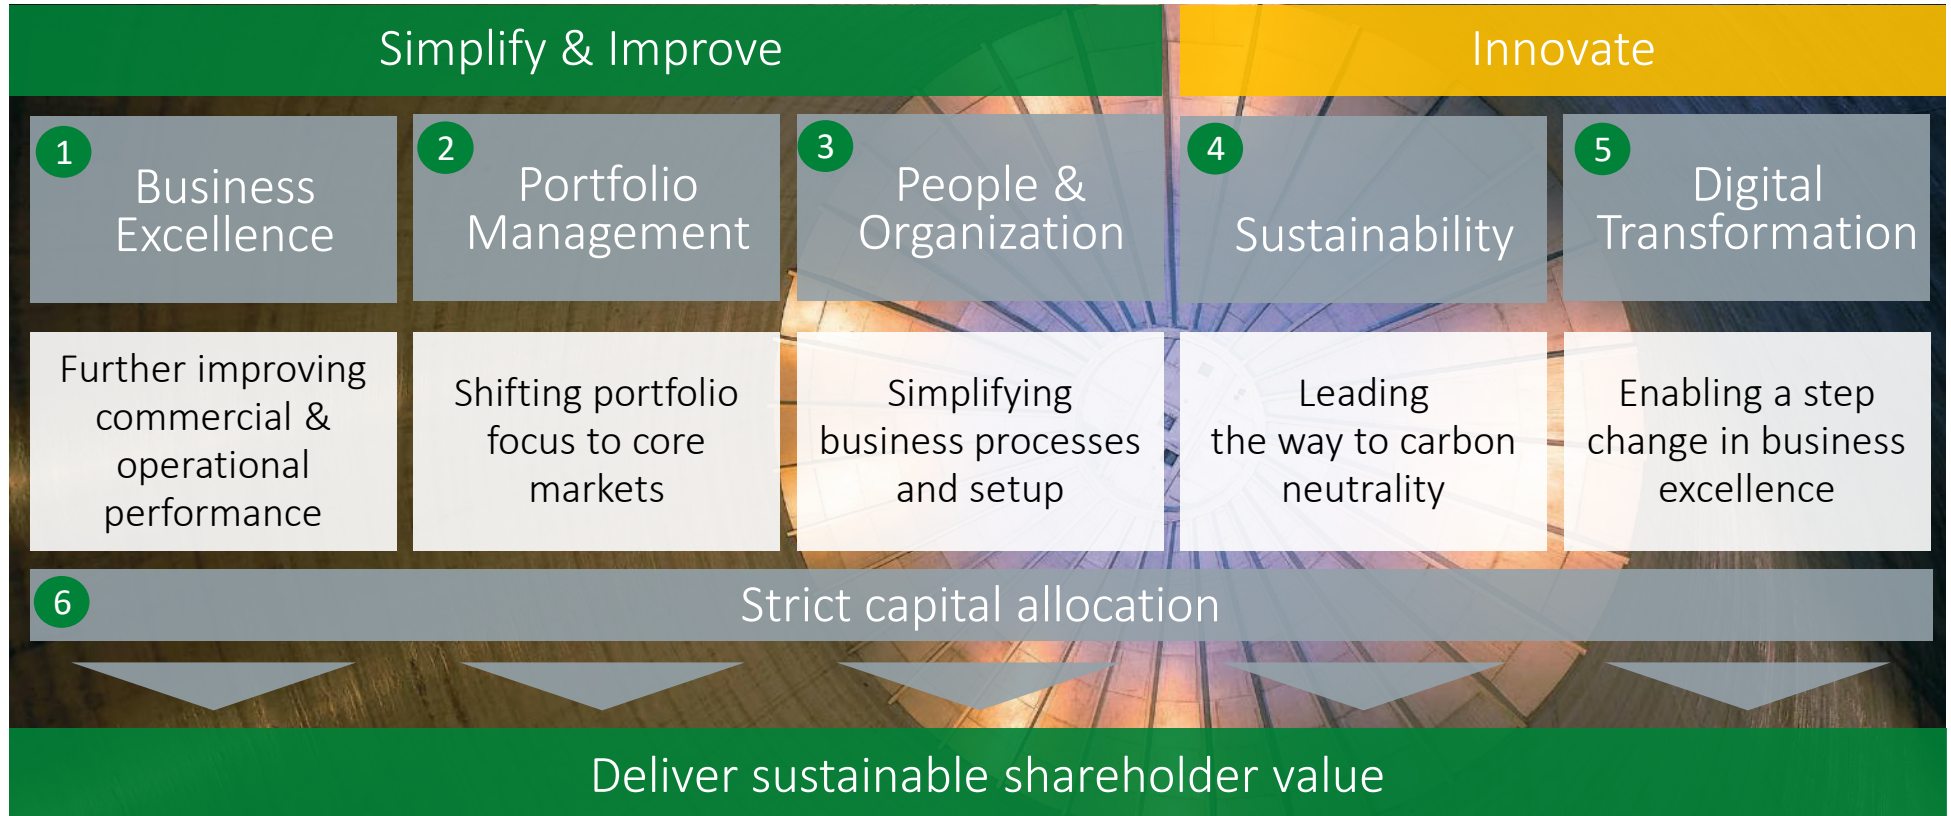 Simplify & Improve
Innovate
1
Business
Excellence
2
Portfolio
Management
3
People &
Organization
4
Sustainability
5
Digital
Transformation
Further improving
commercial &
operational
performance
Shifting portfolio
focus to core
markets
Simplifying
business processes
and setup
Leading
the way to carbon
neutrality
Enabling a step
change in business
excellence
6
Strict capital allocation
Deliver sustainable shareholder value